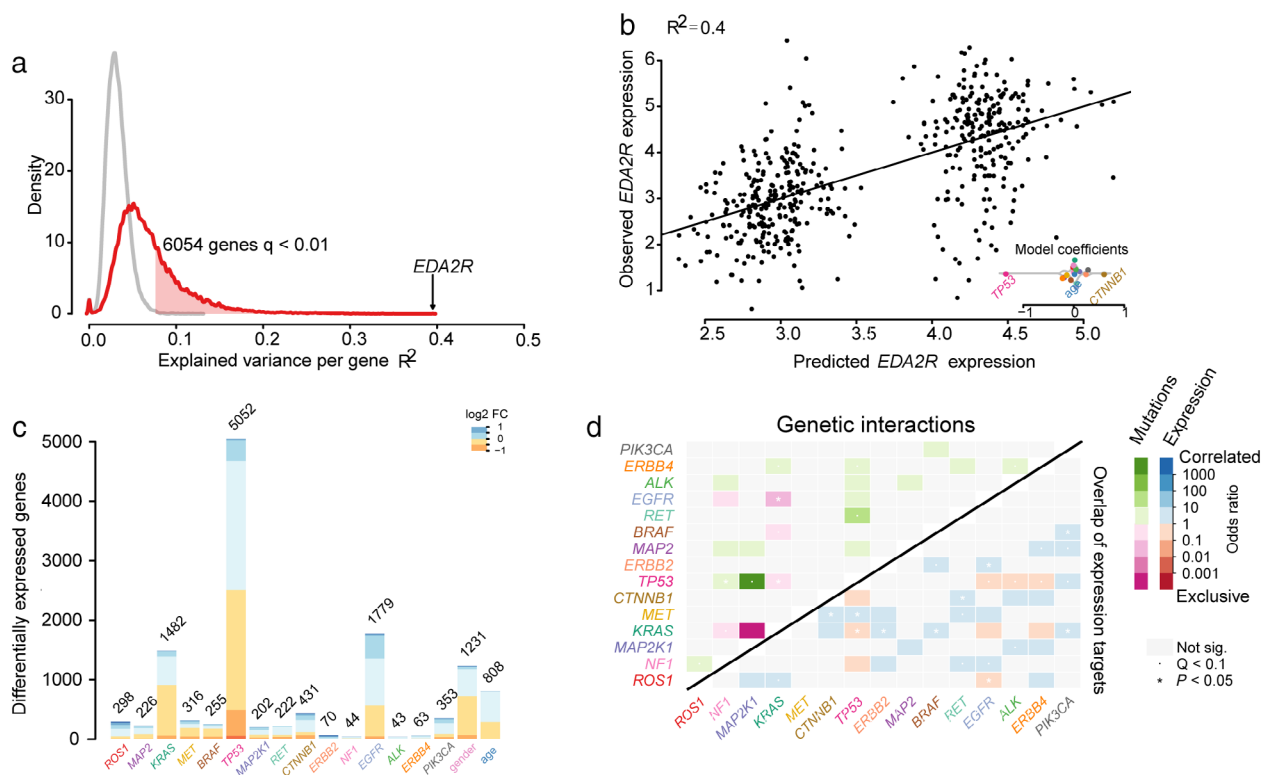 a
Density
30
20
10
0
6054 genes q < 0.01
EDA2R
0.0 0.1 0.2 0.3 0.4 0.5
Explained variance per gene R²
b
R²=0.4
Observed EDA2R expression
6
5
4
3
2
1
Model coefficients
TP53
age
CTNNB1
−1 0 1
2.5 3.0 3.5 4.0 4.5 5.0
Predicted EDA2R expression
c
Differentially expressed genes
5000
4000
3000
2000
1000
0
log2 FC
1
0
−1
298 226 1482 316 255 5052 202 222 431 70 44 1779 43 63 353 1231 808
ROS1 MAP2 KRAS MET BRAF TP53 MAP2K1 RET CTNNB1 ERBB2 NF1 EGFR ALK ERBB4 PIK3CA gender age
d
Genetic interactions
PIK3CA
ERBB4
ALK
EGFR
RET
BRAF
MAP2
ERBB2
TP53
CTNNB1
MET
KRAS
MAP2K1
NF1
ROS1
ROS1 NF1 MAP2K1 KRAS MET CTNNB1 TP53 ERBB2 MAP2 BRAF RET EGFR ALK ERBB4 PIK3CA
Overlap of expression targets
Mutations
Expression
Correlated
1000
100
10
1
0.1
0.01
0.001
Odds ratio
Exclusive
Not sig.
· Q < 0.1
* P < 0.05